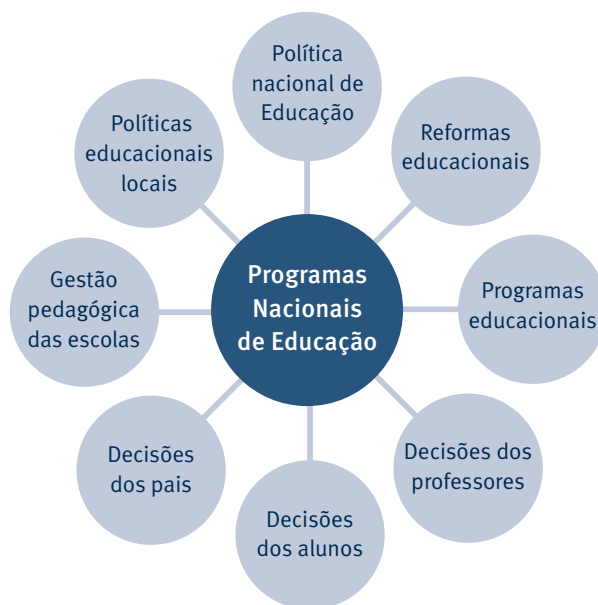 Política
nacional de
Educação
Políticas
educacionais
locais
Reformas
educacionais
Gestão
pedagógica
das escolas
Programas
Nacionais
de Educação
Programas
educacionais
Decisões
dos pais
Decisões dos
professores
Decisões
dos alunos